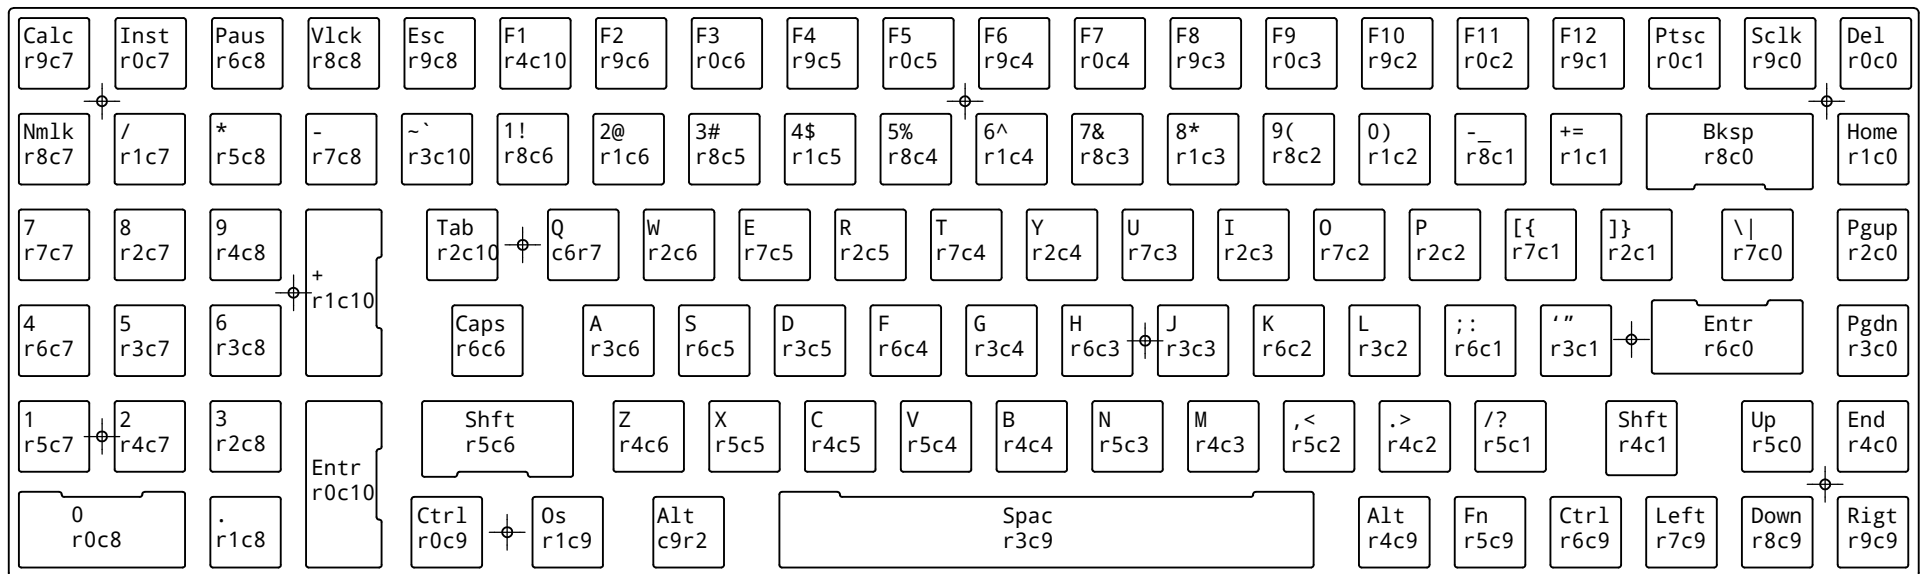 Calc Inst Paus Vlck Esc F1 F2 F3 F4 F5 F6 F7 F8 F9 F10 F11 F12 Ptsc Sclk Del
r9c7 r0c7 r6c8 r8c8 r9c8 r4c10 r9c6 r0c6 r9c5 r0c5 r9c4 r0c4 r9c3 r0c3 r9c2 r0c2 r9c1 r0c1 r9c0 r0c0
Nmlk / * - ~` 1! 2@ 3# 4$ 5% 6^ 7& 8* 9( 0) -_ += Bksp Home
r8c7 r1c7 r5c8 r7c8 r3c10 r8c6 r1c6 r8c5 r1c5 r8c4 r1c4 r8c3 r1c3 r8c2 r1c2 r8c1 r1c1 r8c0 r1c0
7 8 9 Tab Q W E R T Y U I O P [{ ]} \| Pgup
r7c7 r2c7 r4c8 r2c10 c6r7 r2c6 r7c5 r2c5 r7c4 r2c4 r7c3 r2c3 r7c2 r2c2 r7c1 r2c1 r7c0 r2c0
+
r1c10
4 5 6 Caps A S D F G H J K L ;: ‘” Entr Pgdn
r6c7 r3c7 r3c8 r6c6 r3c6 r6c5 r3c5 r6c4 r3c4 r6c3 r3c3 r6c2 r3c2 r6c1 r3c1 r6c0 r3c0
1 2 3 Shft Z X C V B N M ,< .> /? Shft Up End
r5c7 r4c7 r2c8 r5c6 r4c6 r5c5 r4c5 r5c4 r4c4 r5c3 r4c3 r5c2 r4c2 r5c1 r4c1 r5c0 r4c0
Entr
r0c10
0 . Ctrl Os Alt Spac Alt Fn Ctrl Left Down Rigt
r0c8 r1c8 r0c9 r1c9 c9r2 r3c9 r4c9 r5c9 r6c9 r7c9 r8c9 r9c9